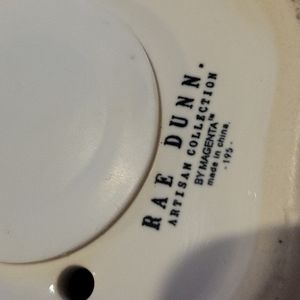 RAE DUNN.
ARTISAN COLLECTION
BY MAGENTA™
made in china.
-195-